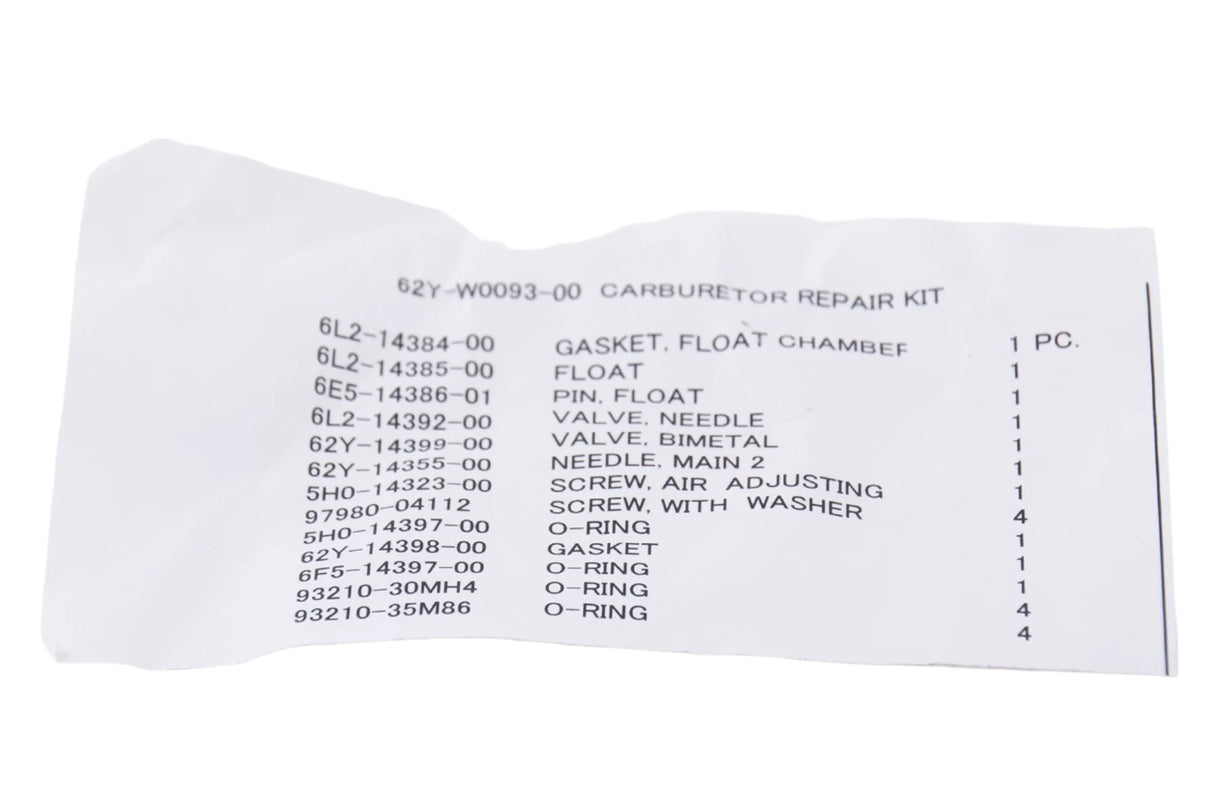 62Y-W0093-00 CARBURETOR REPAIR KIT
6L2-14384-00 GASKET, FLOAT CHAMBER 1 PC.
6L2-14385-00 FLOAT 1
6E5-14386-01 PIN, FLOAT 1
6L2-14392-00 VALVE, NEEDLE 1
62Y-14399-00 VALVE, BIMETAL 1
62Y-14355-00 NEEDLE, MAIN 2 1
5H0-14323-00 SCREW, AIR ADJUSTING 1
97980-04112 SCREW, WITH WASHER 4
5H0-14397-00 O-RING 1
62Y-14398-00 GASKET 1
6F5-14397-00 O-RING 1
93210-30MH4 O-RING 4
93210-35M86 O-RING 4